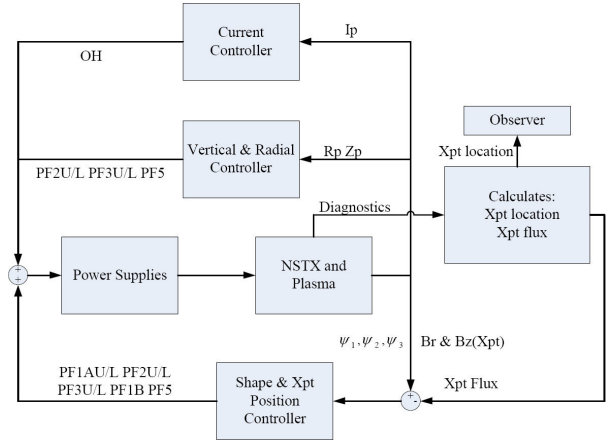 Current
Controller
Ip
OH
Observer
Vertical & Radial
Controller
Rp Zp
Xpt location
PF2U/L PF3U/L PF5
Calculates:
Xpt location
Xpt flux
Diagnostics
+
+
Power Supplies
NSTX and
Plasma
ψ1, ψ2, ψ3
Br & Bz(Xpt)
PF1AU/L PF2U/L
PF3U/L PF1B PF5
Shape & Xpt
Position
Controller
Xpt Flux
+
-